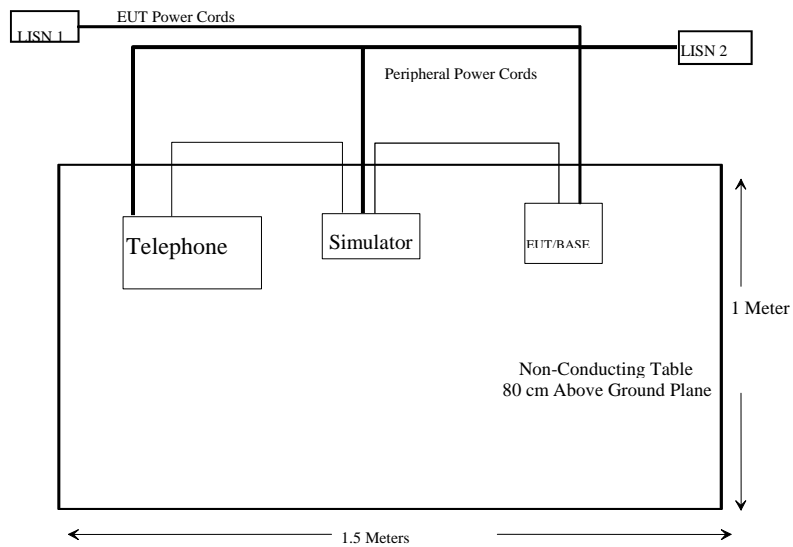 EUT Power Cords
LISN 1
LISN 2
Peripheral Power Cords
Telephone
Simulator
EUT/BASE
1 Meter
Non-Conducting Table
80 cm Above Ground Plane
1.5 Meters